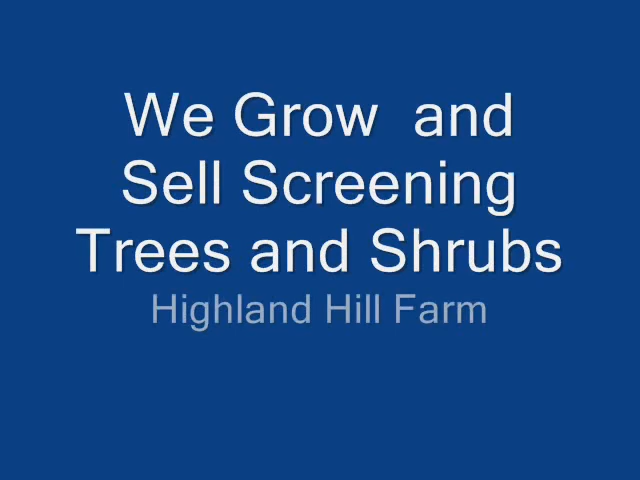 We Grow  and
Sell Screening
Trees and Shrubs
Highland Hill Farm